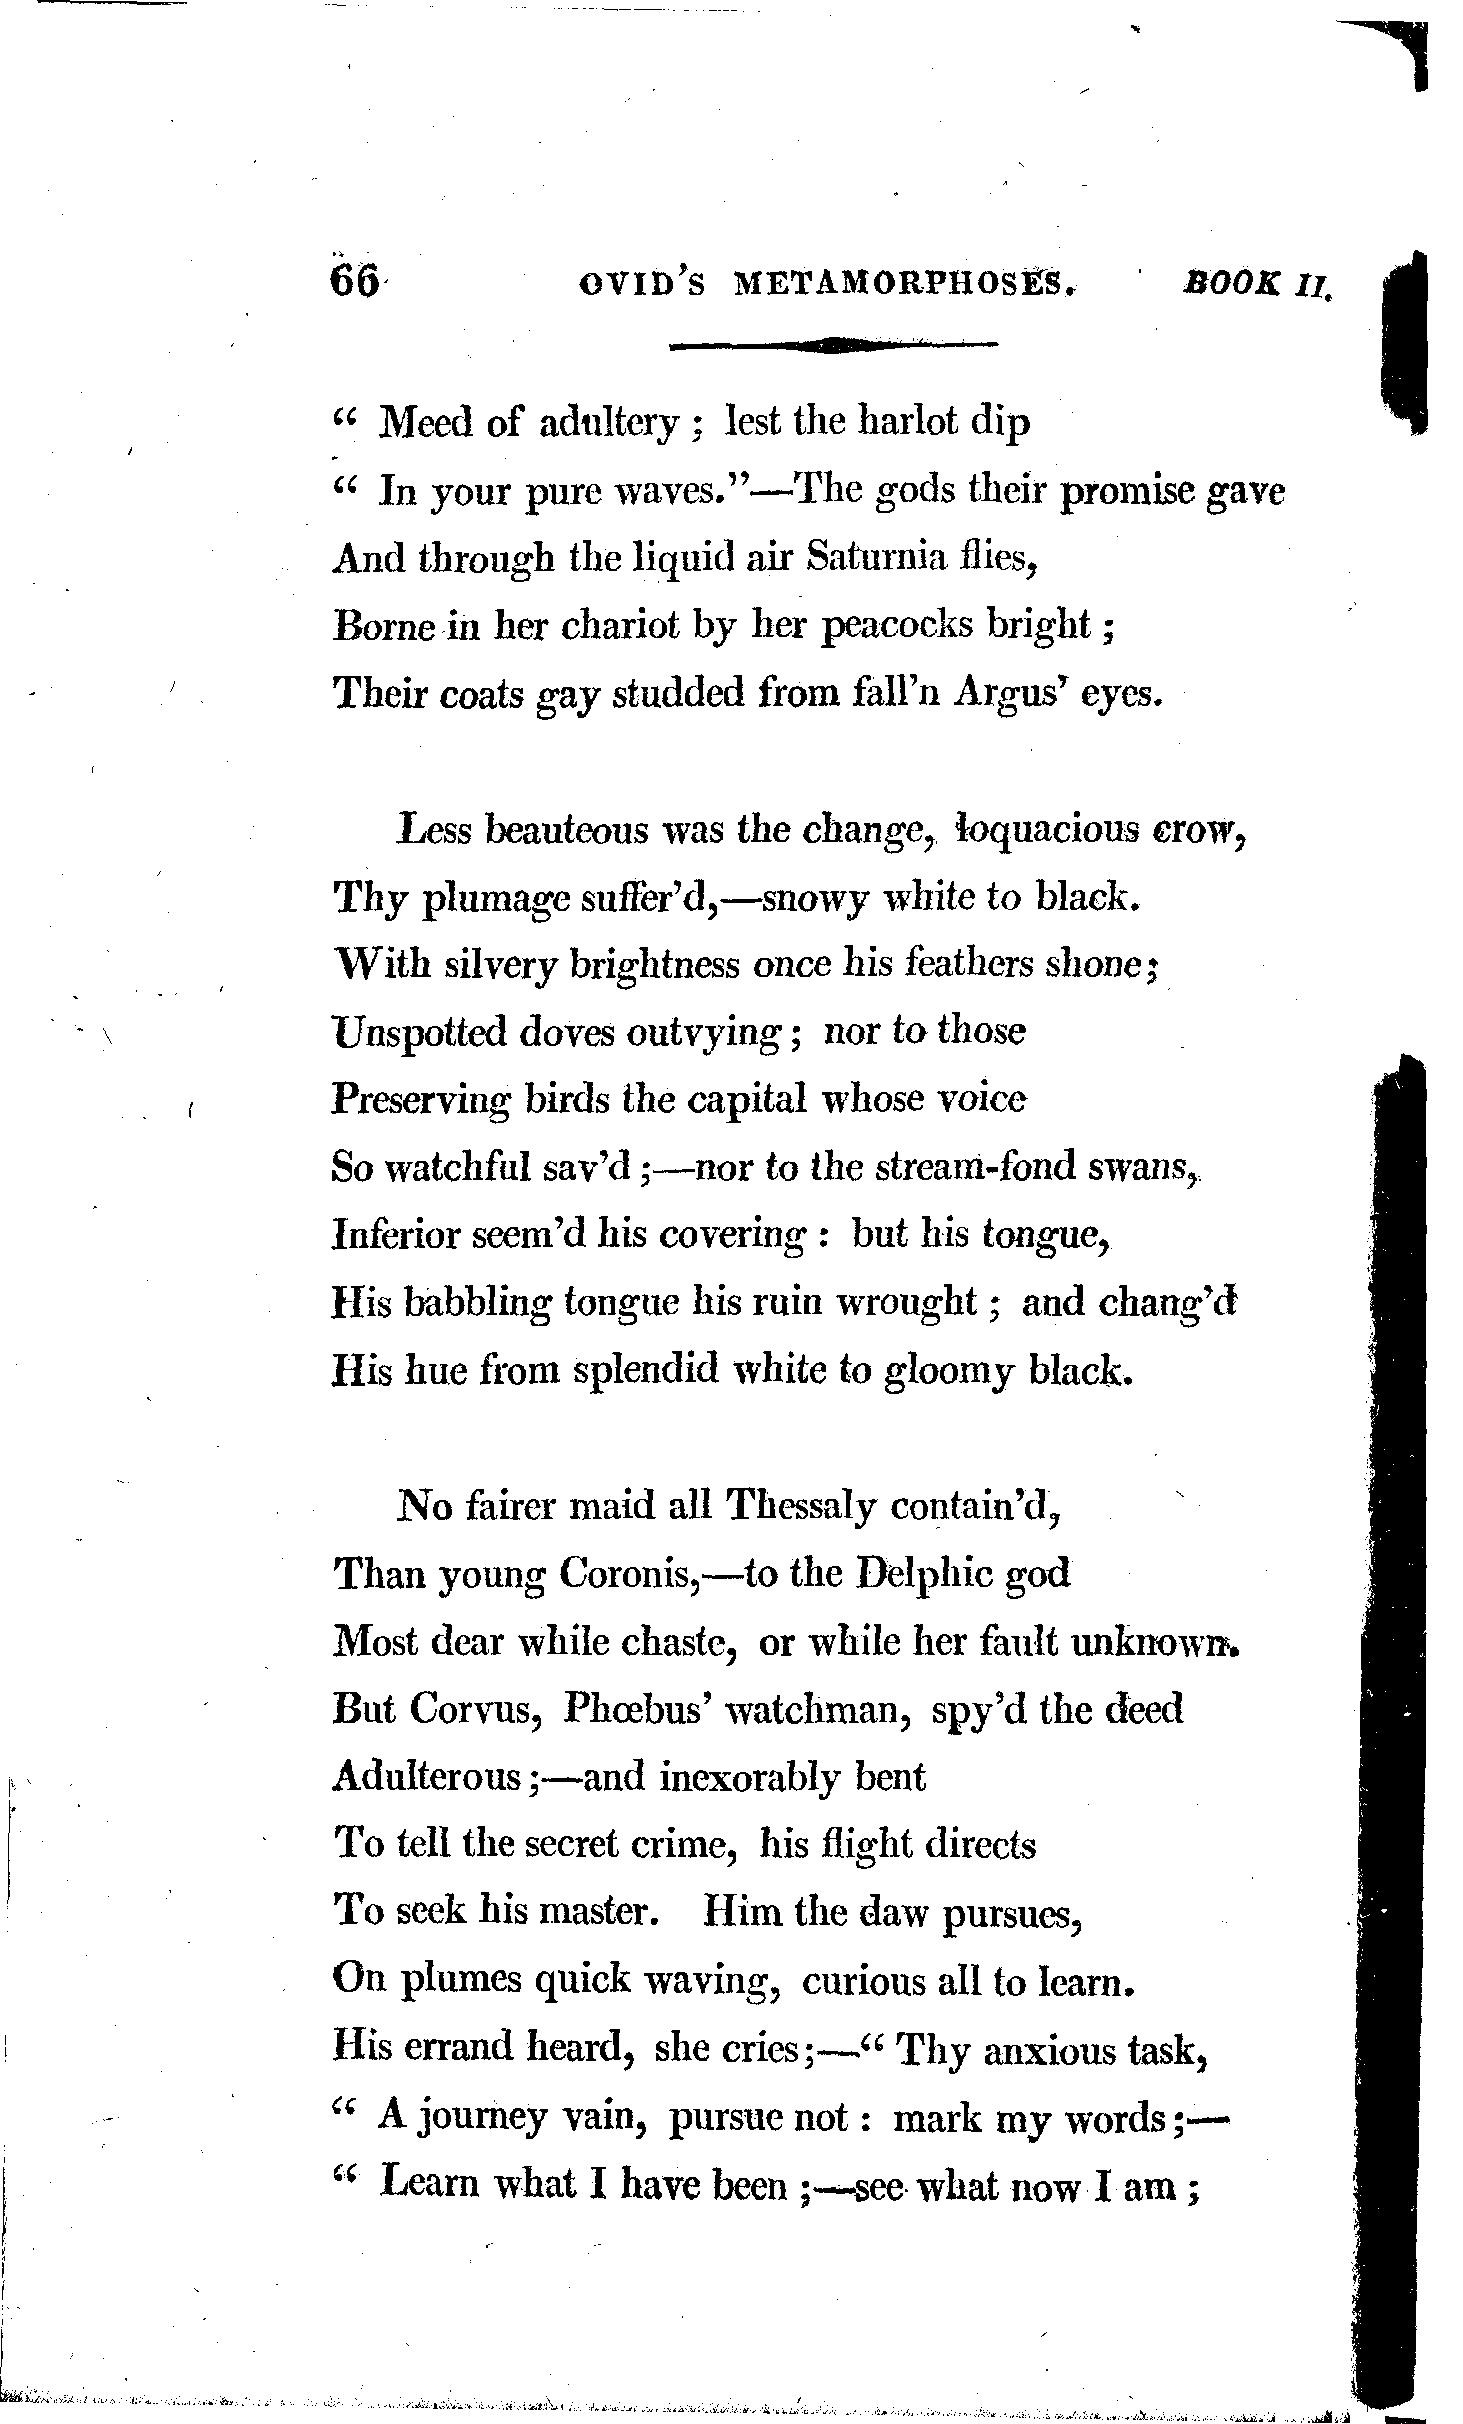 66 OVID'S METAMORPHOSES. BOOK II.
“ Meed of adultery ; lest the harlot dip
“ In your pure waves.”—The gods their promise gave
And through the liquid air Saturnia flies,
Borne in her chariot by her peacocks bright ;
Their coats gay studded from fall'n Argus' eyes.
Less beauteous was the change, loquacious crow,
Thy plumage suffer'd,—snowy white to black.
With silvery brightness once his feathers shone;
Unspotted doves outvying ; nor to those
Preserving birds the capital whose voice
So watchful sav'd ;—nor to the stream-fond swans,
Inferior seem'd his covering : but his tongue,
His babbling tongue his ruin wrought ; and chang'd
His hue from splendid white to gloomy black.
No fairer maid all Thessaly contain'd,
Than young Coronis,—to the Delphic god
Most dear while chaste, or while her fault unknown.
But Corvus, Phœbus' watchman, spy'd the deed
Adulterous ;—and inexorably bent
To tell the secret crime, his flight directs
To seek his master. Him the daw pursues,
On plumes quick waving, curious all to learn.
His errand heard, she cries;—“ Thy anxious task,
“ A journey vain, pursue not : mark my words ;—
“ Learn what I have been ;—see what now I am ;